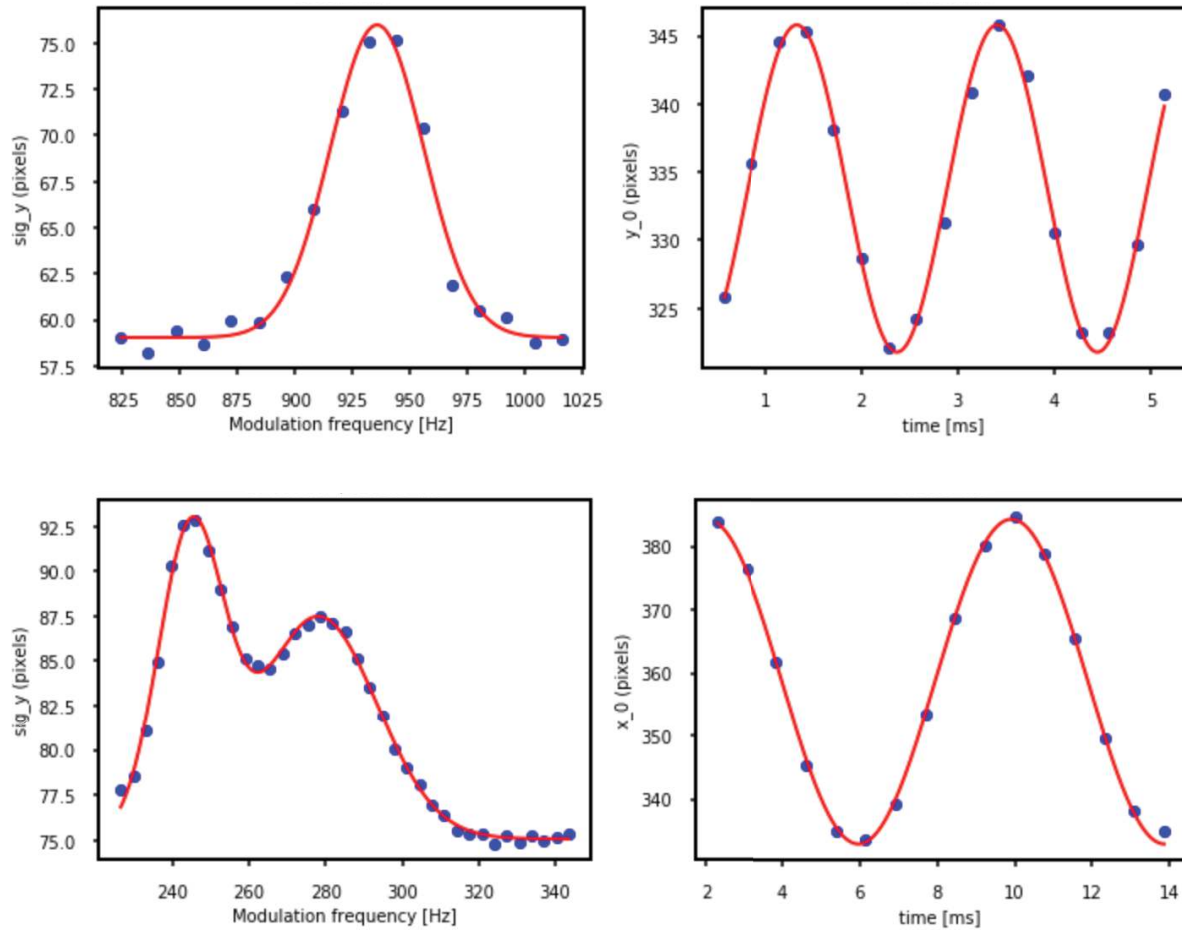 sig_y (pixels)
75.0
72.5
70.0
67.5
65.0
62.5
60.0
57.5
825 850 875 900 925 950 975 1000 1025
Modulation frequency [Hz]
y_0 (pixels)
345
340
335
330
325
1 2 3 4 5
time [ms]
sig_y (pixels)
92.5
90.0
87.5
85.0
82.5
80.0
77.5
75.0
240 260 280 300 320 340
Modulation frequency [Hz]
x_0 (pixels)
380
370
360
350
340
2 4 6 8 10 12 14
time [ms]